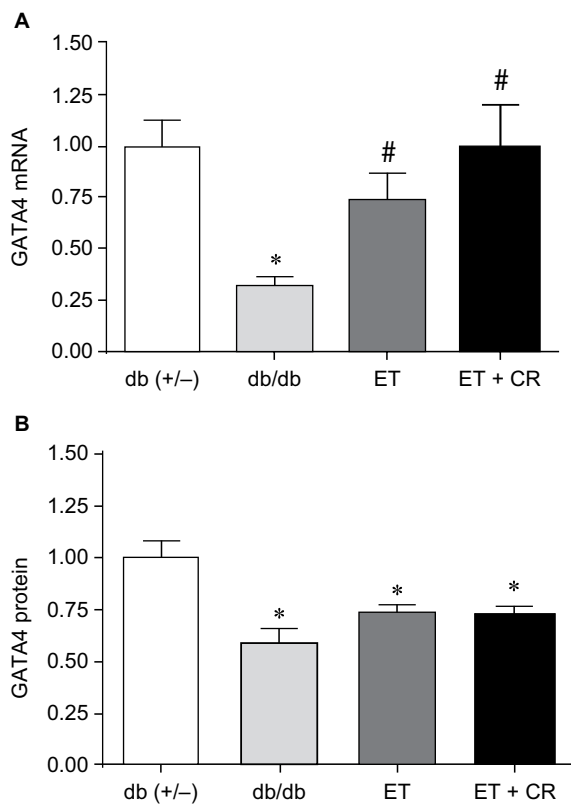 A
GATA4 mRNA
1.50
1.25
1.00
0.75
0.50
0.25
0.00
*
#
#
db (+/–)
db/db
ET
ET + CR
B
GATA4 protein
1.50
1.25
1.00
0.75
0.50
0.25
0.00
*
*
*
db (+/–)
db/db
ET
ET + CR